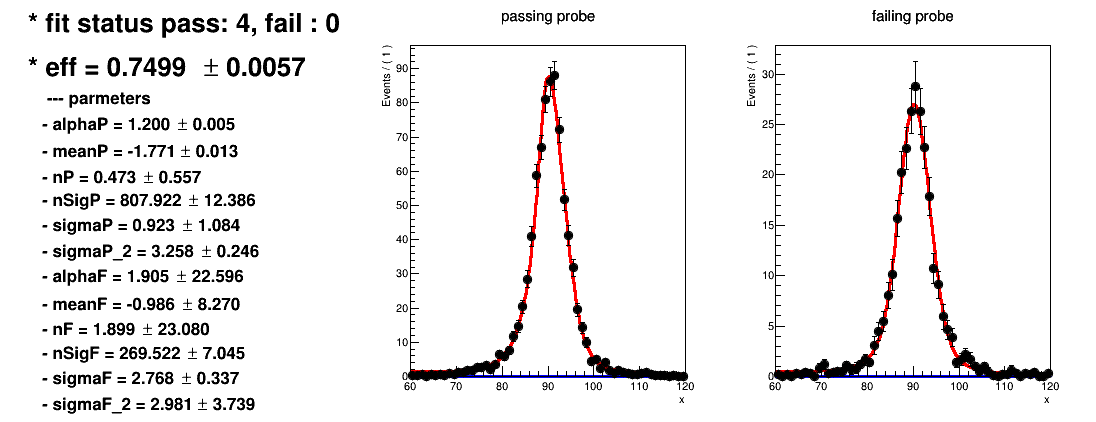 * fit status pass: 4, fail : 0
* eff = 0.7499 ± 0.0057
--- parmeters
- alphaP = 1.200 ± 0.005
- meanP = -1.771 ± 0.013
- nP = 0.473 ± 0.557
- nSigP = 807.922 ± 12.386
- sigmaP = 0.923 ± 1.084
- sigmaP_2 = 3.258 ± 0.246
- alphaF = 1.905 ± 22.596
- meanF = -0.986 ± 8.270
- nF = 1.899 ± 23.080
- nSigF = 269.522 ± 7.045
- sigmaF = 2.768 ± 0.337
- sigmaF_2 = 2.981 ± 3.739
passing probe
Events / ( 1 )
90
80
70
60
50
40
30
20
10
0
60 70 80 90 100 110 120
x
failing probe
Events / ( 1 )
30
25
20
15
10
5
0
60 70 80 90 100 110 120
x